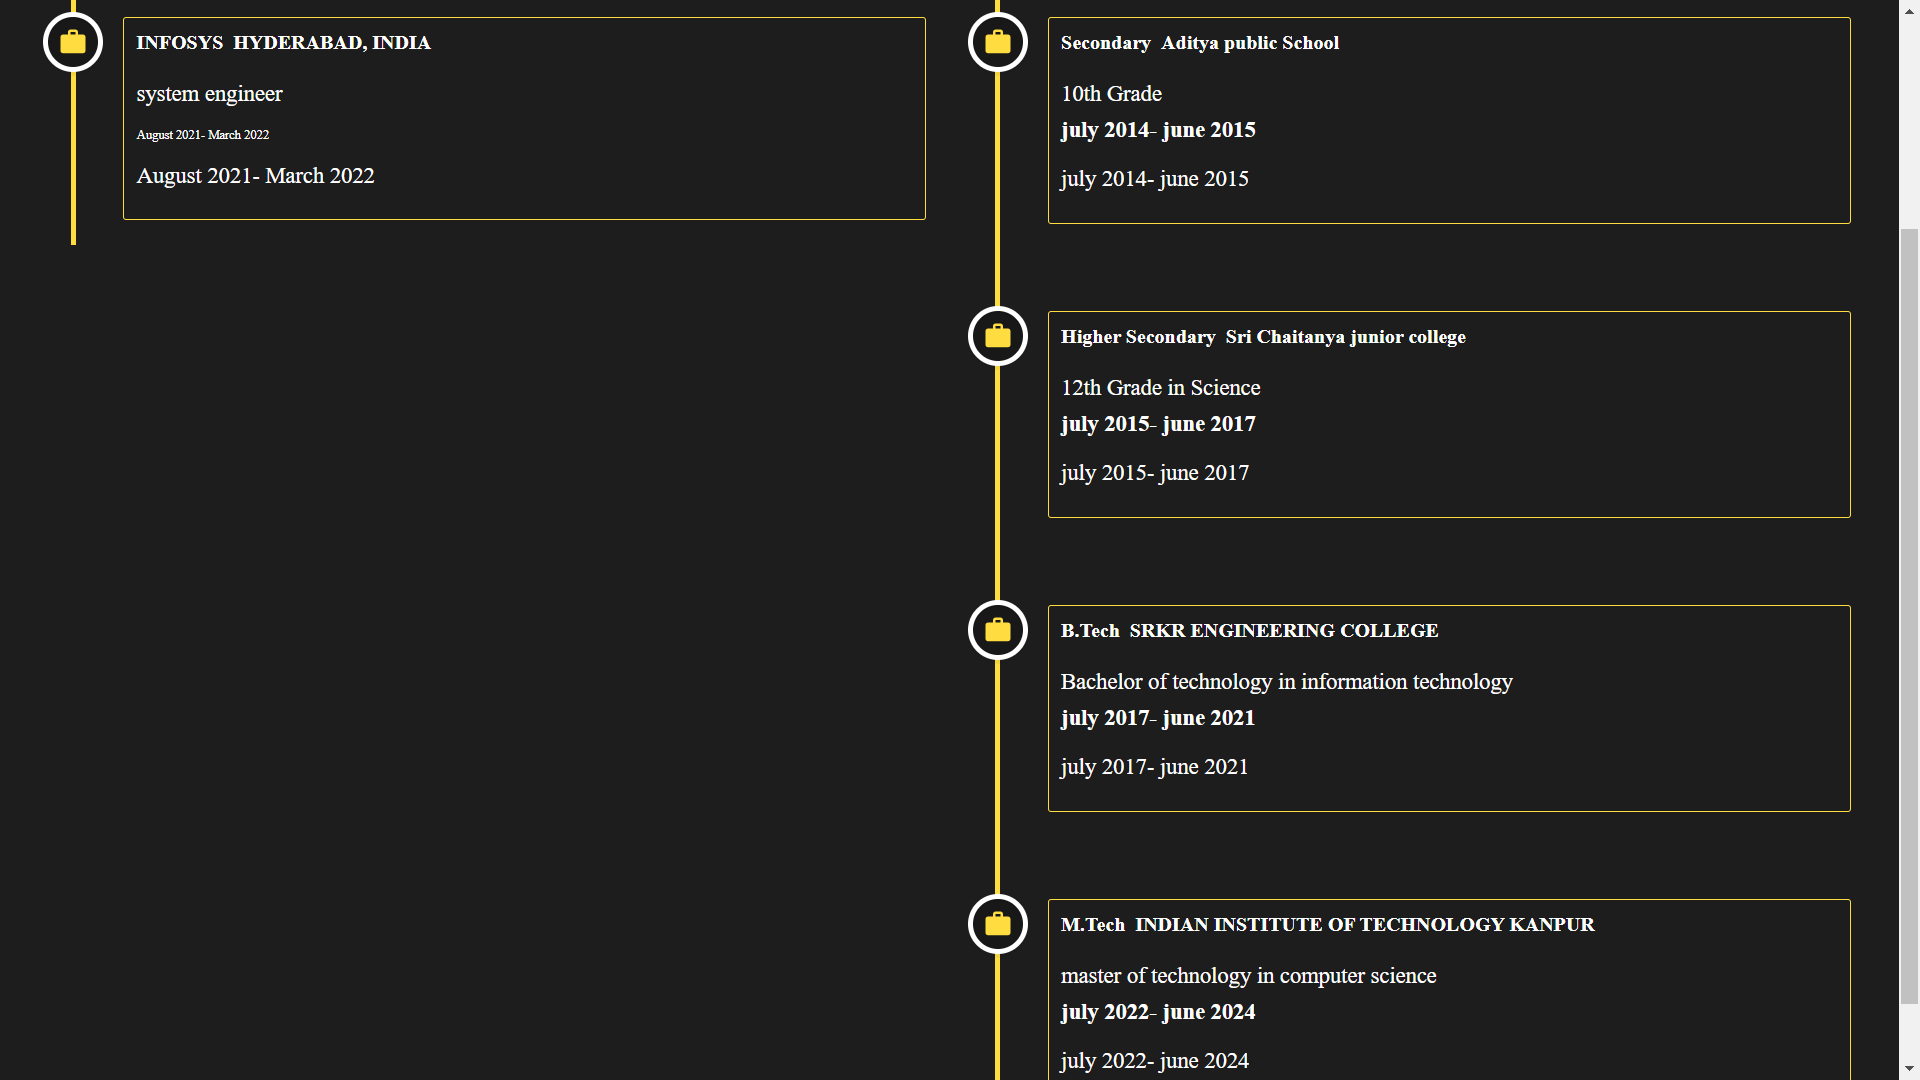 INFOSYS  HYDERABAD, INDIA
system engineer
August 2021- March 2022
August 2021- March 2022
Secondary  Aditya public School
10th Grade
july 2014- june 2015
july 2014- june 2015
Higher Secondary  Sri Chaitanya junior college
12th Grade in Science
july 2015- june 2017
july 2015- june 2017
B.Tech  SRKR ENGINEERING COLLEGE
Bachelor of technology in information technology
july 2017- june 2021
july 2017- june 2021
M.Tech  INDIAN INSTITUTE OF TECHNOLOGY KANPUR
master of technology in computer science
july 2022- june 2024
july 2022- june 2024